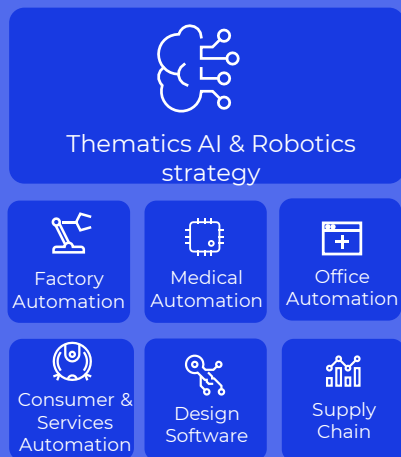 Thematics AI & Robotics
strategy
Factory
Automation
Medical
Automation
Office
Automation
Consumer &
Services
Automation
Design
Software
Supply
Chain